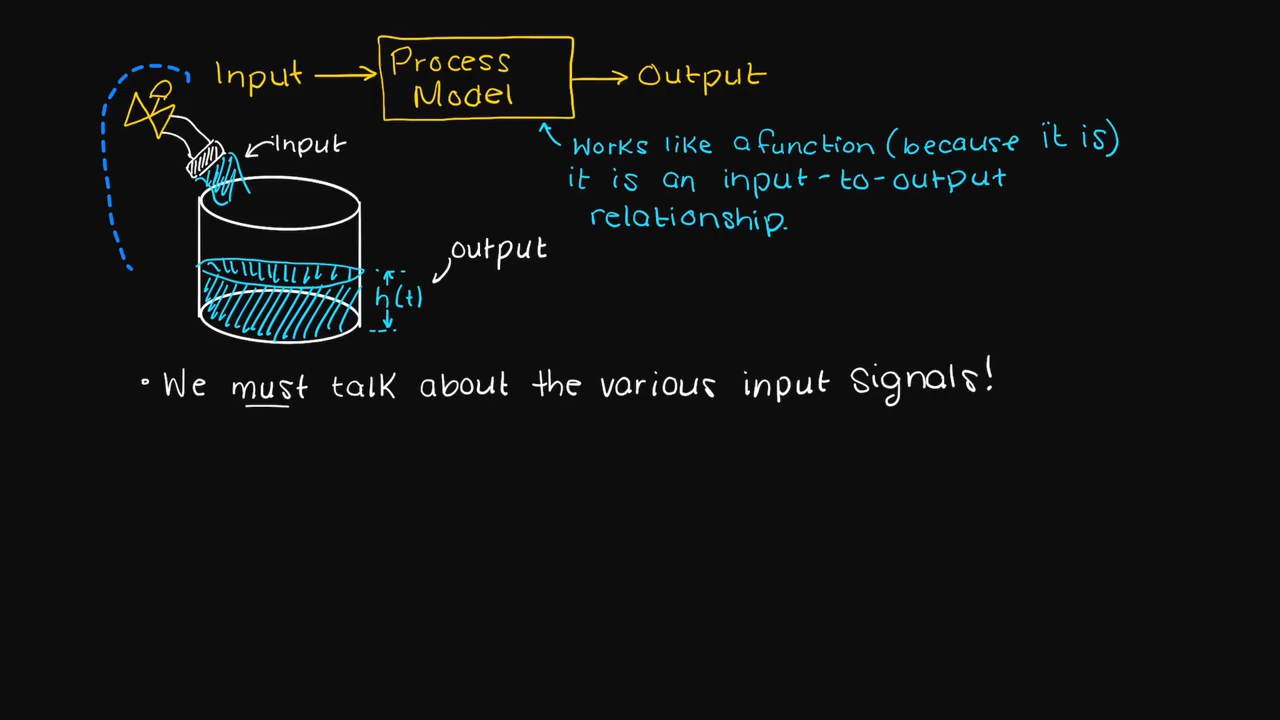 Input → Process Model → Output
Input
works like a function (because it is)
it is an input-to-output
relationship.
output
h(t)
• We must talk about the various input signals!